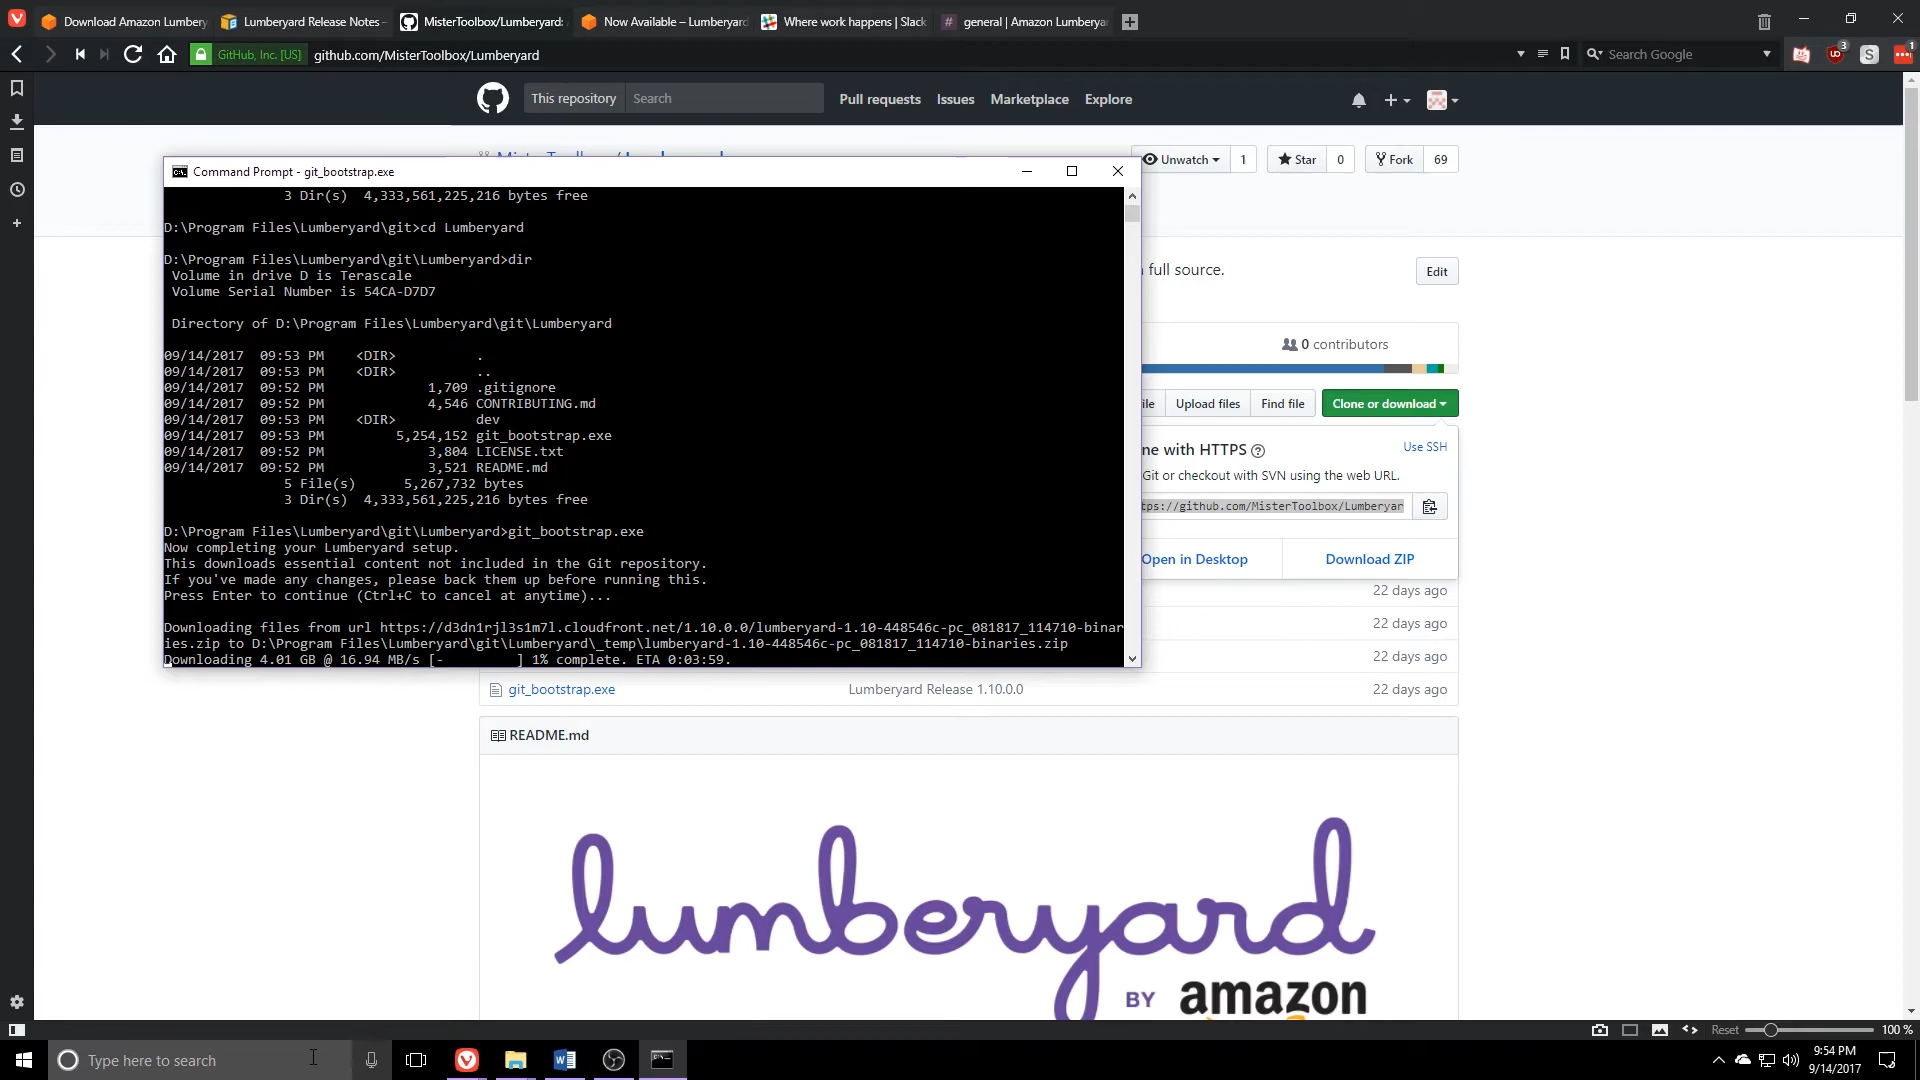 Download Amazon Lumbery
Lumberyard Release Notes -
MisterToolbox/Lumberyard:
Now Available – Lumberyard
Where work happens | Slack
# general | Amazon Lumberya
GitHub, Inc. [US]
github.com/MisterToolbox/Lumberyard
Search Google
3
S
1
This repository
Search
Pull requests
Issues
Marketplace
Explore
Unwatch
1
Star
0
Fork
69
Command Prompt - git_bootstrap.exe
3 Dir(s)  4,333,561,225,216 bytes free
D:\Program Files\Lumberyard\git>cd Lumberyard
D:\Program Files\Lumberyard\git\Lumberyard>dir
Volume in drive D is Terascale
Volume Serial Number is 54CA-D7D7
Directory of D:\Program Files\Lumberyard\git\Lumberyard
09/14/2017  09:53 PM    <DIR>          .
09/14/2017  09:53 PM    <DIR>          ..
09/14/2017  09:52 PM             1,709 .gitignore
09/14/2017  09:52 PM             4,546 CONTRIBUTING.md
09/14/2017  09:53 PM    <DIR>          dev
09/14/2017  09:53 PM         5,254,152 git_bootstrap.exe
09/14/2017  09:52 PM             3,804 LICENSE.txt
09/14/2017  09:52 PM             3,521 README.md
5 File(s)      5,267,732 bytes
3 Dir(s)  4,333,561,225,216 bytes free
D:\Program Files\Lumberyard\git\Lumberyard>git_bootstrap.exe
Now completing your Lumberyard setup.
This downloads essential content not included in the Git repository.
If you've made any changes, please back them up before running this.
Press Enter to continue (Ctrl+C to cancel at anytime)...
Downloading files from url https://d3dn1rjl3s1m7l.cloudfront.net/1.10.0.0/lumberyard-1.10-448546c-pc_081817_114710-binar
ies.zip to D:\Program Files\Lumberyard\git\Lumberyard\_temp\lumberyard-1.10-448546c-pc_081817_114710-binaries.zip
Downloading 4.01 GB @ 16.94 MB/s [-         ] 1% complete. ETA 0:03:59.
full source.
Edit
0 contributors
ile
Upload files
Find file
Clone or download
ne with HTTPS
Use SSH
Git or checkout with SVN using the web URL.
tps://github.com/MisterToolbox/Lumberyar
Open in Desktop
Download ZIP
22 days ago
22 days ago
22 days ago
git_bootstrap.exe
Lumberyard Release 1.10.0.0
22 days ago
README.md
lumberyard
BY amazon
Reset
100 %
Type here to search
9:54 PM
9/14/2017